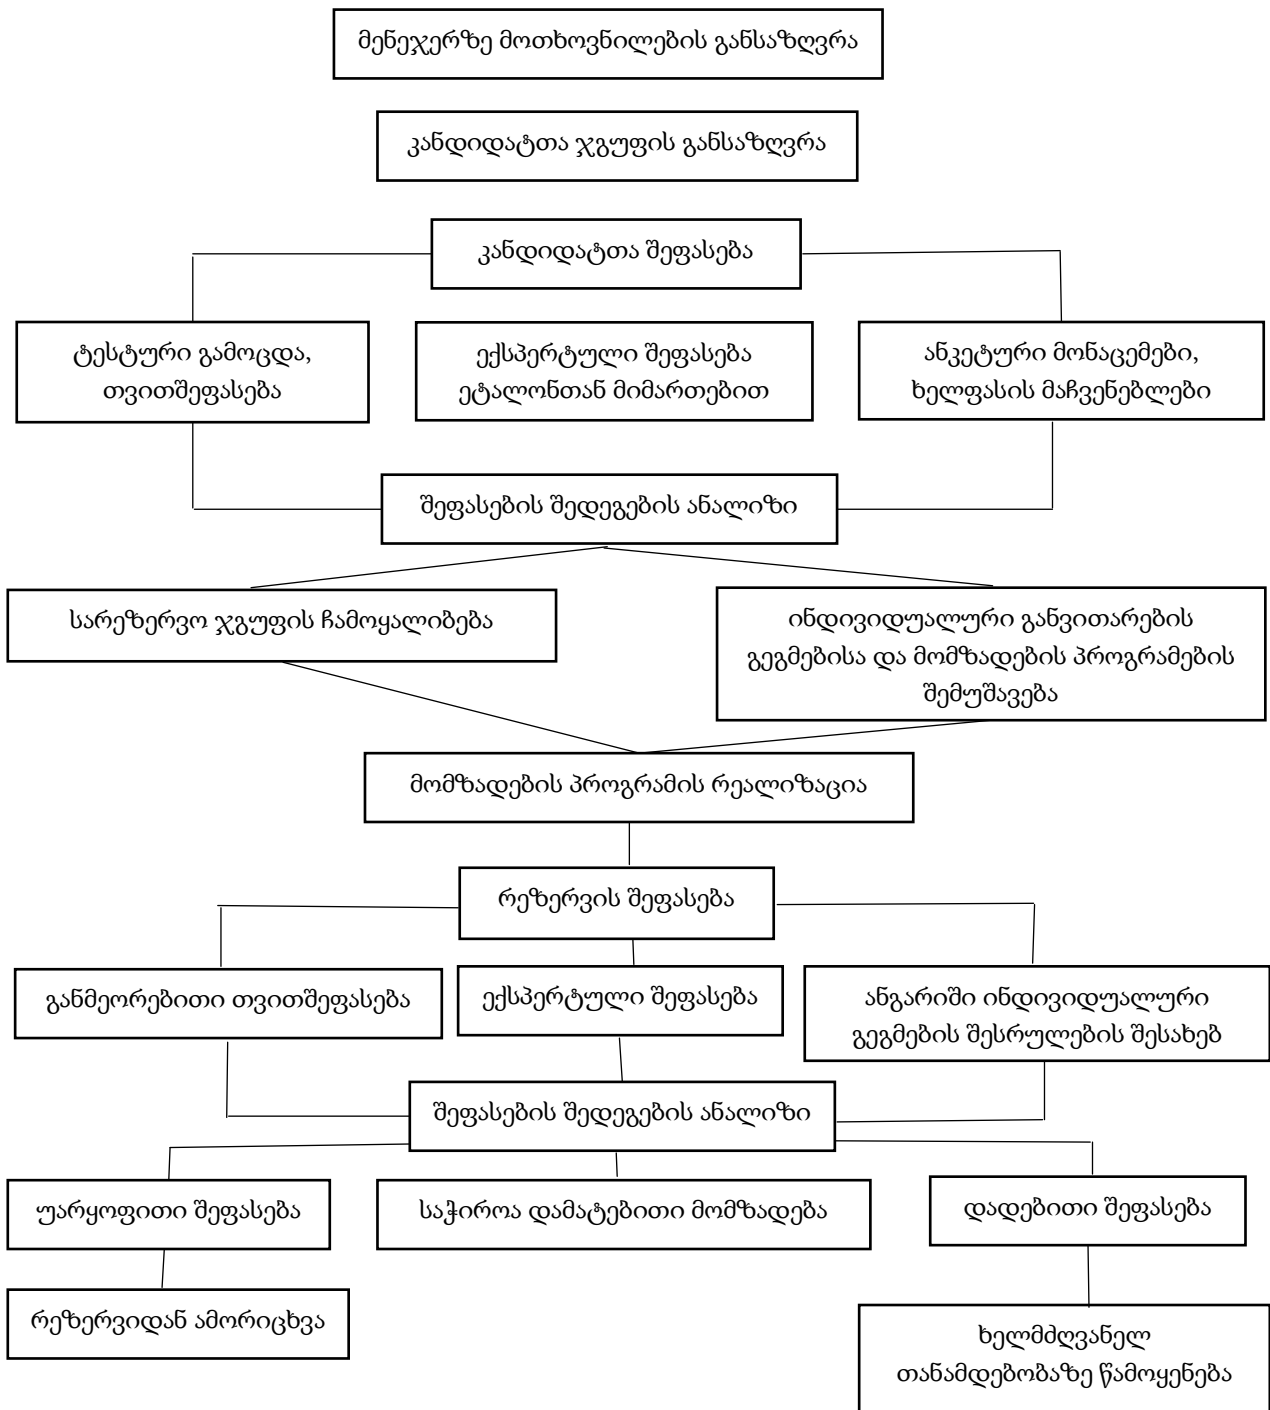 მენეჯერზე მოთხოვნილების განსაზღვრა
კანდიდატთა ჯგუფის განსაზღვრა
კანდიდატთა შეფასება
ტესტური გამოცდა,
თვითშეფასება
ექსპერტული შეფასება
ეტალონთან მიმართებით
ანკეტური მონაცემები,
ხელფასის მაჩვენებლები
შეფასების შედეგების ანალიზი
სარეზერვო ჯგუფის ჩამოყალიბება
ინდივიდუალური განვითარების
გეგმებისა და მომზადების პროგრამების
შემუშავება
მომზადების პროგრამის რეალიზაცია
რეზერვის შეფასება
განმეორებითი თვითშეფასება
ექსპერტული შეფასება
ანგარიში ინდივიდუალური
გეგმების შესრულების შესახებ
შეფასების შედეგების ანალიზი
უარყოფითი შეფასება
საჭიროა დამატებითი მომზადება
დადებითი შეფასება
რეზერვიდან ამორიცხვა
ხელმძღვანელ
თანამდებობაზე წამოყენება